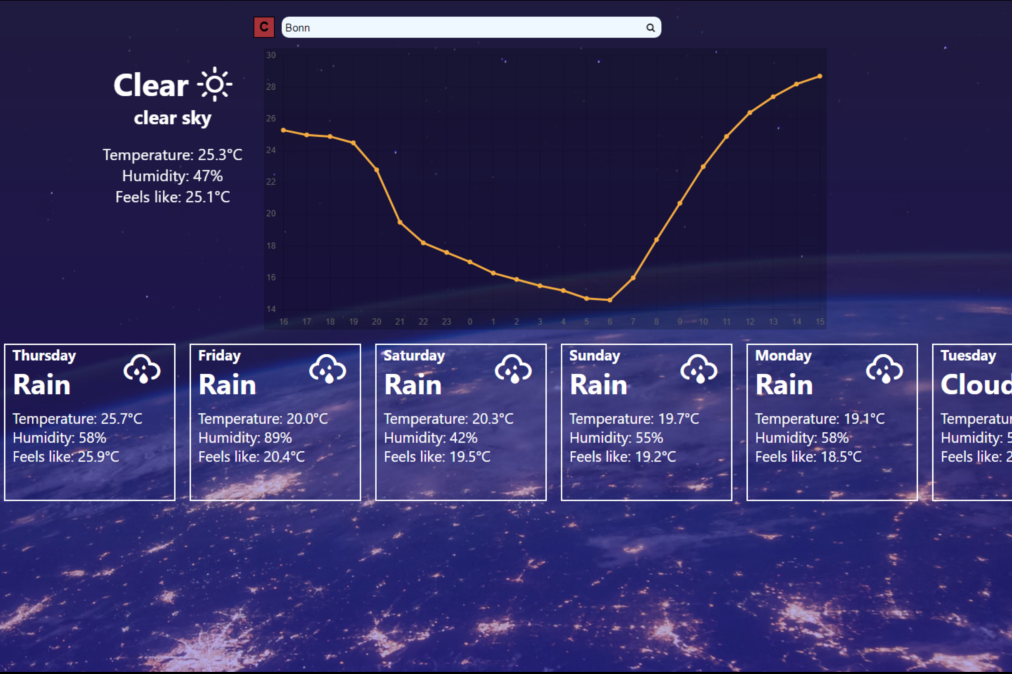 C
Bonn
Clear
clear sky
Temperature: 25.3°C
Humidity: 47%
Feels like: 25.1°C
30
28
26
24
22
20
18
16
14
16 17 18 19 20 21 22 23 0 1 2 3 4 5 6 7 8 9 10 11 12 13 14 15
Thursday
Rain
Temperature: 25.7°C
Humidity: 58%
Feels like: 25.9°C
Friday
Rain
Temperature: 20.0°C
Humidity: 89%
Feels like: 20.4°C
Saturday
Rain
Temperature: 20.3°C
Humidity: 42%
Feels like: 19.5°C
Sunday
Rain
Temperature: 19.7°C
Humidity: 55%
Feels like: 19.2°C
Monday
Rain
Temperature: 19.1°C
Humidity: 58%
Feels like: 18.5°C
Tuesday
Cloud
Temperatu
Humidity: 5
Feels like: 2